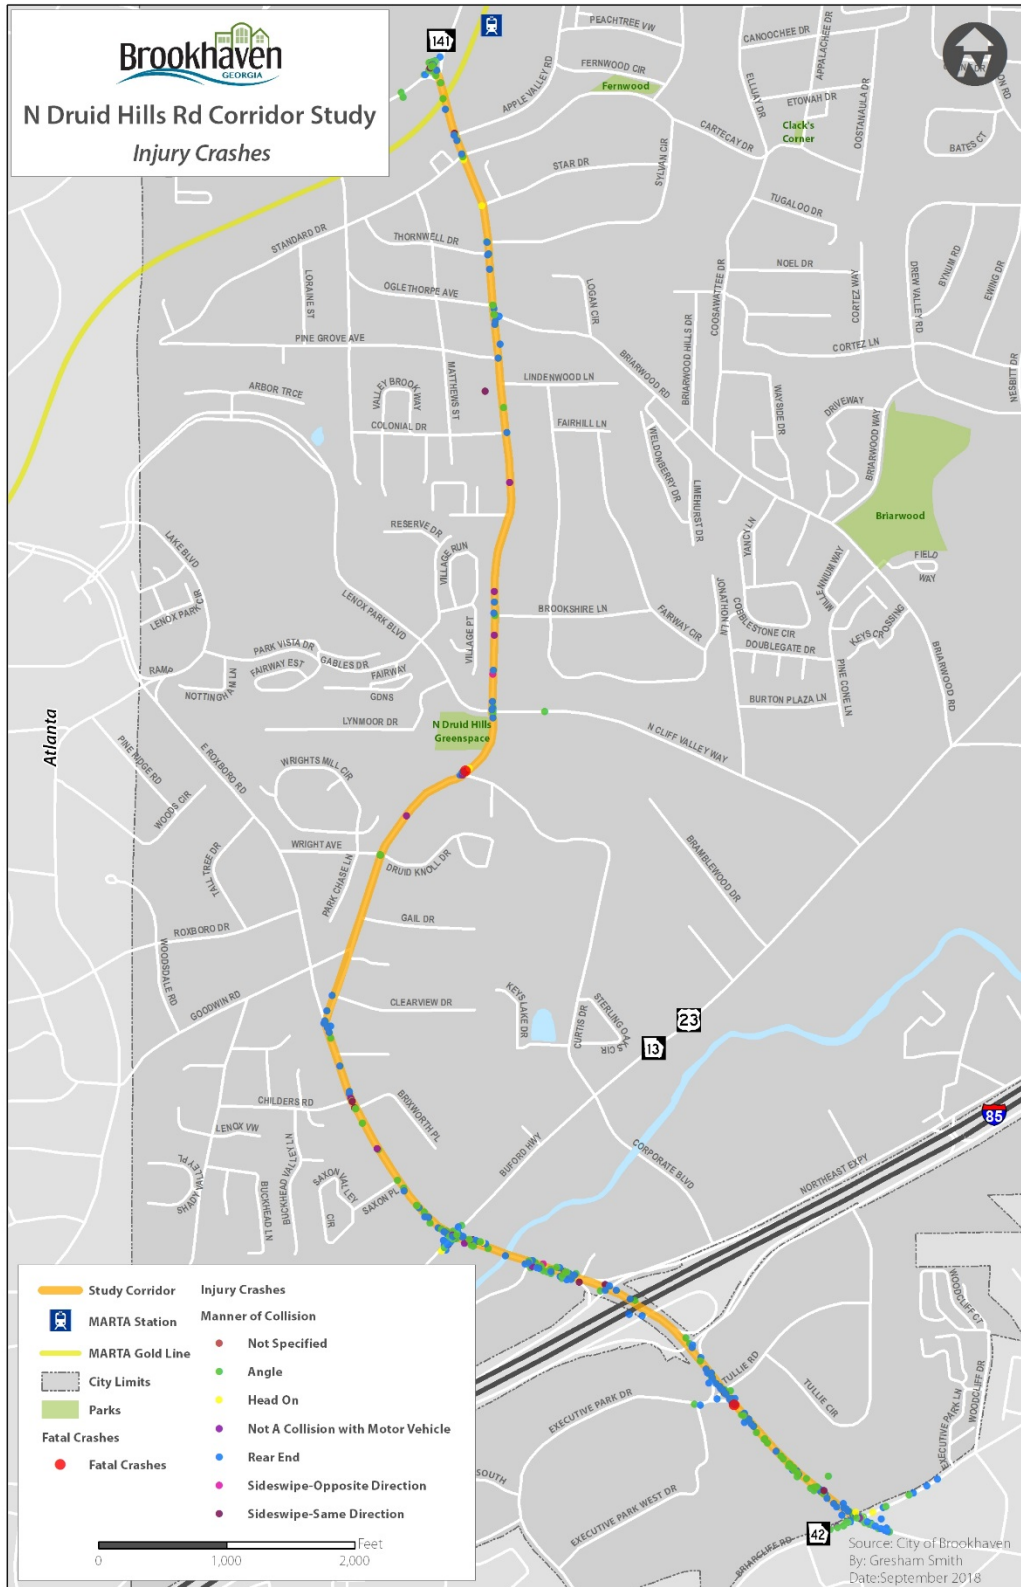 Brookhaven
GEORGIA
N Druid Hills Rd Corridor Study
Injury Crashes
141
N
PEACHTREE VW
CANOOCHEE DR
APPALACHEE DR
FERNWOOD CIR
Fernwood
APPLE VALLEY RD
ELLIJAY DR
ETOWAH DR
Clack's
Corner
OOSTANAULA DR
BATES CT
CARTECAY DR
STAR DR
SYLVAN CIR
TUGALOO DR
STANDARD DR
THORNWELL DR
NOEL DR
LORAINE ST
OGLETHORPE AVE
LOGAN CIR
COOSAWATTEE DR
CORTEZ WAY
DREW VALLEY RD
BYNUM RD
EWING DR
PINE GROVE AVE
BRIARWOOD HILLS DR
CORTEZ LN
MATTHEWS ST
LINDENWOOD LN
BRIARWOOD RD
NESBITT DR
ARBOR TRCE
VALLEY BROOK WAY
WAYSIDE DR
DRIVEWAY
COLONIAL DR
FAIRHILL LN
WELDONBERRY DR
BRIARWOOD WAY
LIMEHURST DR
Briarwood
RESERVE DR
YANCY LN
LAKE BLVD
VILLAGE RUN
MILLENNIUM WAY
FIELD
WAY
LENOX PARK CIR
LENOX PARK BLVD
BROOKSHIRE LN
JONATHON LN
COBBLESTONE CIR
FAIRWAY CIR
KEYS CROSSING
VILLAGE PT
PARK VISTA DR
DOUBLEGATE DR
GABLES DR
FAIRWAY EST
FAIRWAY
GDNS
RAMP
NOTTINGHAM LN
BURTON PLAZA LN
PINE CONE LN
BRIARWOOD RD
LYNMOOR DR
N Druid Hills
Greenspace
N CLIFF VALLEY WAY
Atlanta
PINE RIDGE RD
E ROXBORO RD
WRIGHTS MILL CIR
WOODS CIR
WRIGHT AVE
DRUID KNOLL DR
BRAMBLEWOOD DR
TALL TREE DR
PARK CHASE LN
GAIL DR
ROXBORO DR
WOODSDALE RD
GOODWIN RD
CLEARVIEW DR
KEYS LAKE DR
CURTIS DR
STERLING OAKS
CIR
23
13
CHILDERS RD
BRIXWORTH PL
85
LENOX VW
BUFORD HWY
CORPORATE BLVD
NORTHEAST EXPY
SHADY VALLEY PL
BUCKHEAD LN
BUCKHEAD VALLEY LN
SAXON VALLEY
CIR
SAXON PL
WOODCLIFF CT
TULLIE RD
TULLIE CIR
EXECUTIVE PARK DR
EXECUTIVE PARK LN
WOODCLIFF DR
SOUTH
EXECUTIVE PARK WEST DR
BRIARCLIFF RD
42
Study Corridor
MARTA Station
MARTA Gold Line
City Limits
Parks
Fatal Crashes
Fatal Crashes
Injury Crashes
Manner of Collision
Not Specified
Angle
Head On
Not A Collision with Motor Vehicle
Rear End
Sideswipe-Opposite Direction
Sideswipe-Same Direction
Feet
0 1,000 2,000
Source: City of Brookhaven
By: Gresham Smith
Date:September 2018